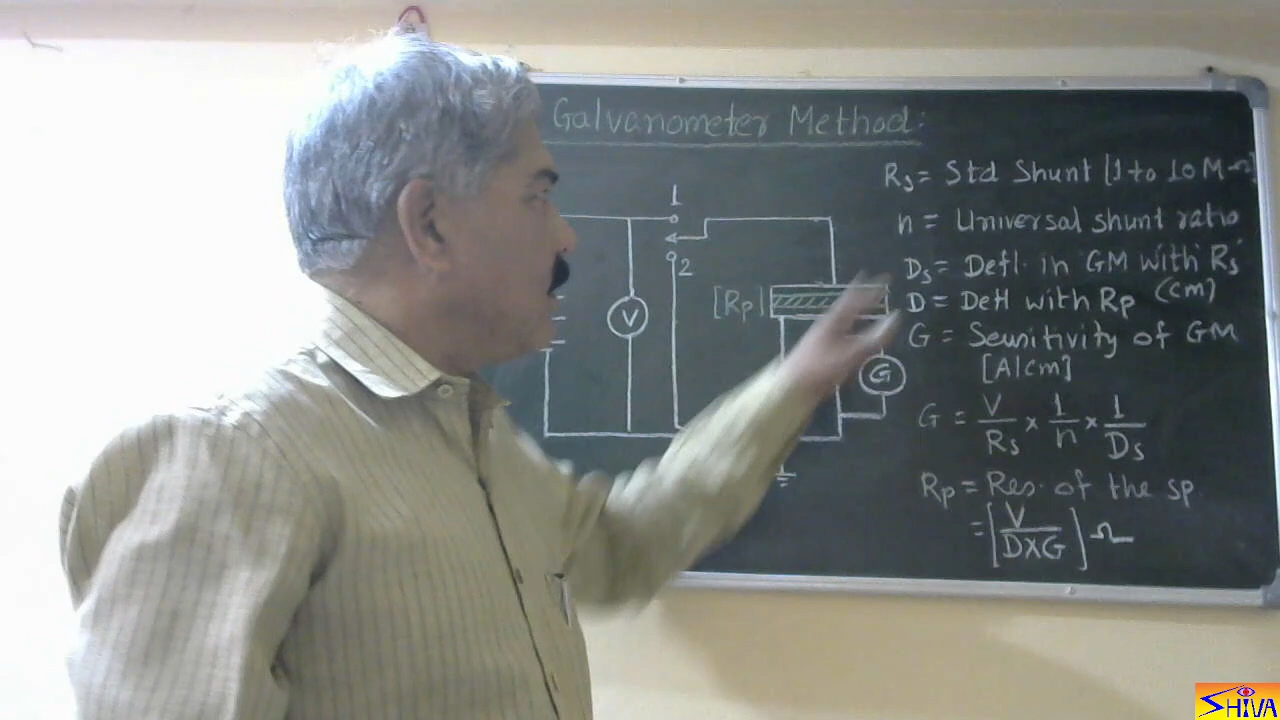 Galvanometer Method:
Rs = Std Shunt [1 to 10 M-Ω]
n = Universal shunt ratio
Ds = Defl. in GM with Rs
D = Defl with Rp (cm)
G = Sensitivity of GM
[A/cm]
G = V/Rs × 1/n × 1/Ds
Rp = Res. of the sp
= [V/D×G] Ω
1
2
V
[Rp]
G
SHIVA